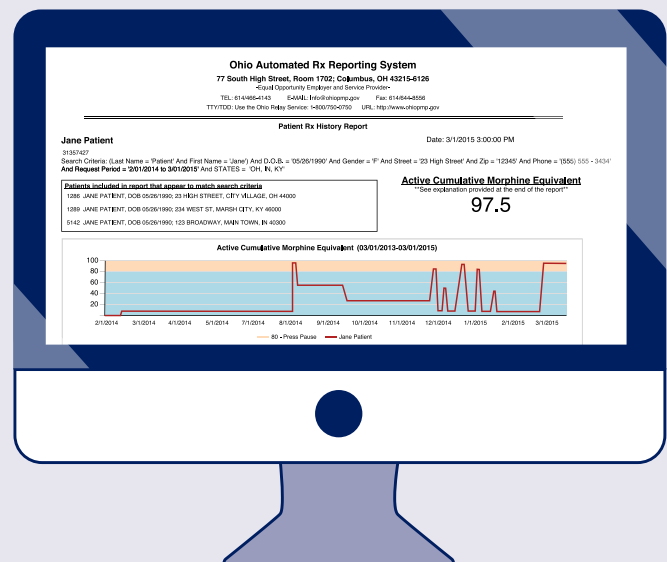 Ohio Automated Rx Reporting System
77 South High Street, Room 1702; Columbus, OH 43215-6126
-Equal Opportunity Employer and Service Provider-
TEL: 614/466-4143 E-MAIL: Info@ohiopmp.gov Fax: 614/644-8556
TTY/TDD: Use the Ohio Relay Service: 1-800/750-0750 URL: http://www.ohiopmp.gov
Patient Rx History Report
Jane Patient
Date: 3/1/2015 3:00:00 PM
31357427
Search Criteria: (Last Name = 'Patient' And First Name = 'Jane') And D.O.B. = '05/26/1990' And Gender = 'F' And Street = '23 High Street' And Zip = '12345' And Phone = '(555) 555 - 3434'
And Request Period = '2/01/2014 to 3/01/2015' And STATES = 'OH, IN, KY'
Patients included in report that appear to match search criteria
1286 JANE PATIENT, DOB 05/26/1990; 23 HIGH STREET, CITY VILLAGE, OH 44000
1289 JANE PATIENT, DOB 05/26/1990; 234 WEST ST, MARSH CITY, KY 46000
5142 JANE PATIENT, DOB 05/26/1990; 123 BROADWAY, MAIN TOWN, IN 40300
Active Cumulative Morphine Equivalent
**See explanation provided at the end of the report**
97.5
Active Cumulative Morphine Equivalent (03/01/2013-03/01/2015)
100
80
60
40
20
2/1/2014 3/1/2014 4/1/2014 5/1/2014 7/1/2014 8/1/2014 9/1/2014 10/1/2014 11/1/2014 12/1/2014 1/1/2015 2/1/2015 3/1/2015
80 - Press Pause Jane Patient